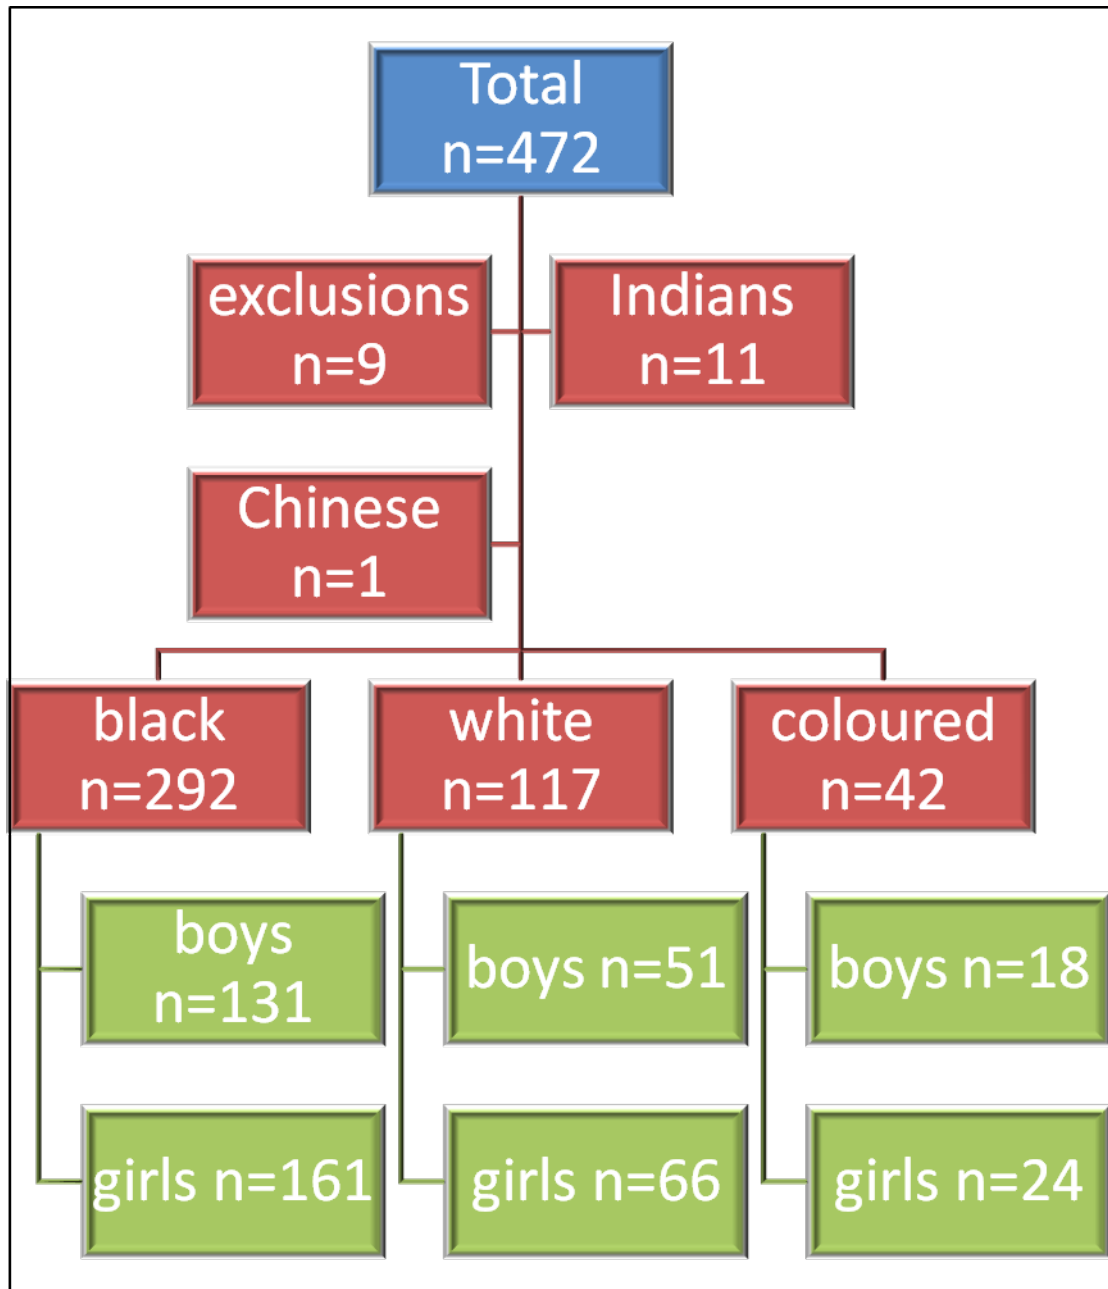 Total
n=472
exclusions
n=9
Indians
n=11
Chinese
n=1
black
n=292
white
n=117
coloured
n=42
boys
n=131
boys n=51
boys n=18
girls n=161
girls n=66
girls n=24